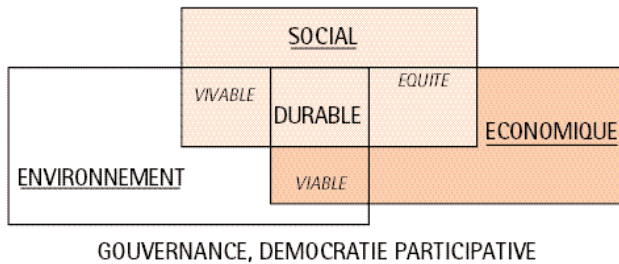 SOCIAL
VIVABLE
EQUITE
DURABLE
ECONOMIQUE
ENVIRONNEMENT
VIABLE
GOUVERNANCE, DEMOCRATIE PARTICIPATIVE